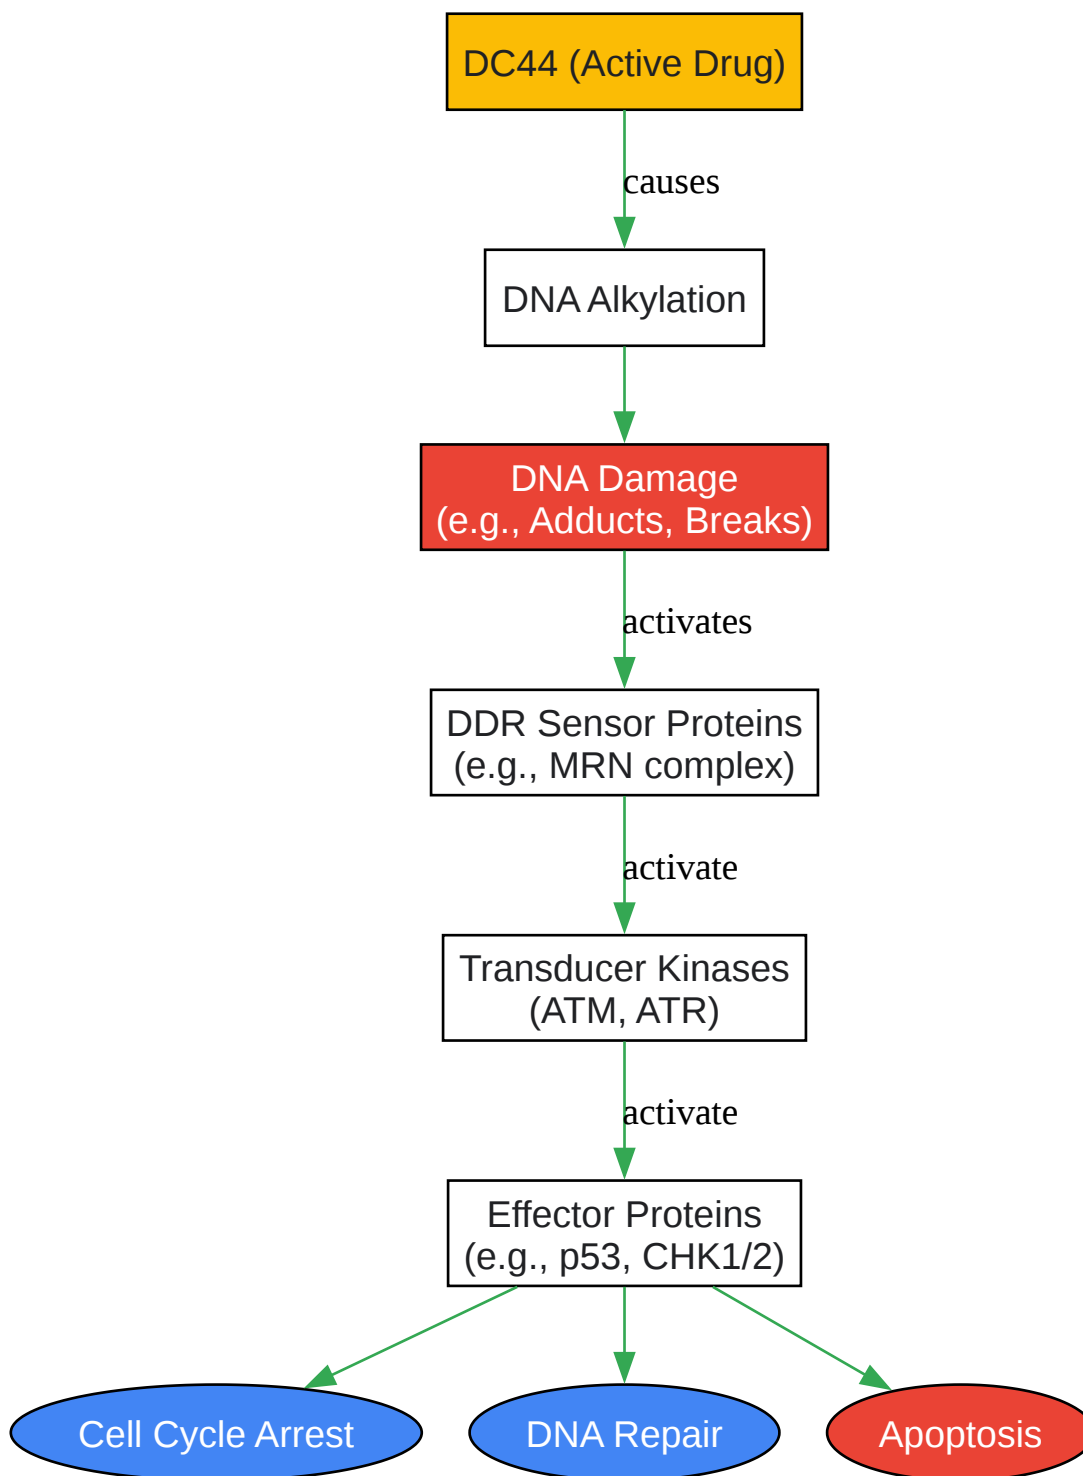 DC44 (Active Drug)
causes
DNA Alkylation
DNA Damage
(e.g., Adducts, Breaks)
activates
DDR Sensor Proteins
(e.g., MRN complex)
activate
Transducer Kinases
(ATM, ATR)
activate
Effector Proteins
(e.g., p53, CHK1/2)
Cell Cycle Arrest
DNA Repair
Apoptosis